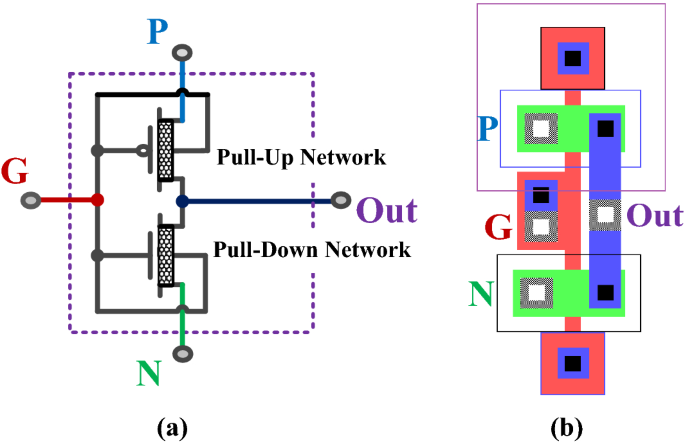 P
G
Pull-Up Network
Out
Pull-Down Network
N
(a)
P
G
Out
N
(b)